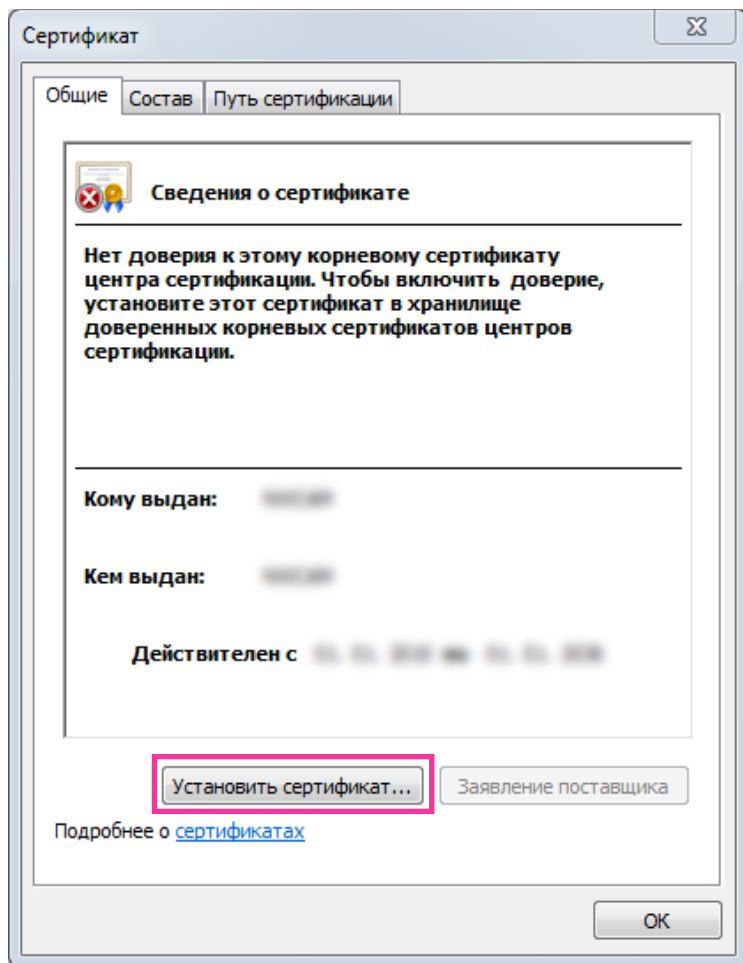 Сертификат
Общие Состав Путь сертификации
Сведения о сертификате
Нет доверия к этому корневому сертификату
центра сертификации. Чтобы включить доверие,
установите этот сертификат в хранилище
доверенных корневых сертификатов центров
сертификации.
Кому выдан:
Кем выдан:
Действителен с
Установить сертификат... Заявление поставщика
Подробнее о сертификатах
ОК